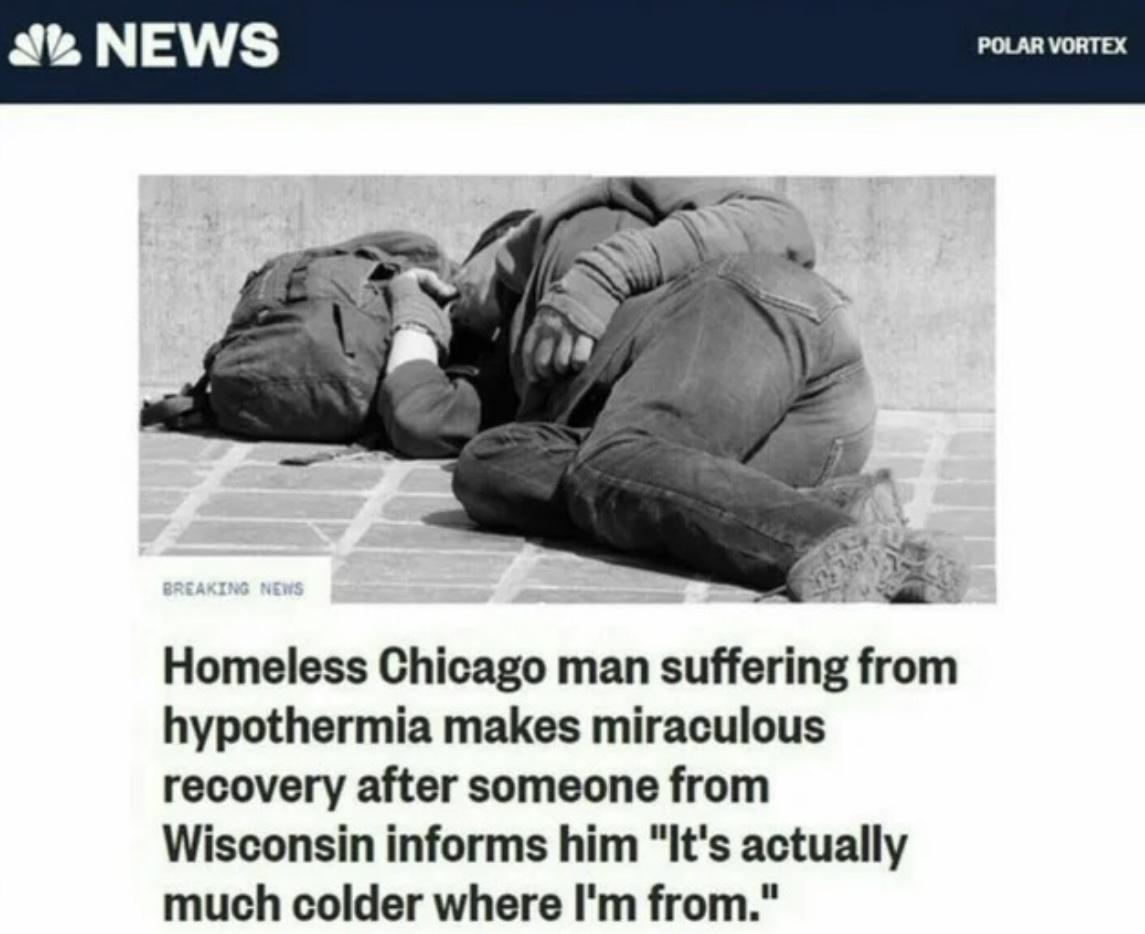 NEWS
POLAR VORTEX
BREAKING NEWS
Homeless Chicago man suffering from
hypothermia makes miraculous
recovery after someone from
Wisconsin informs him "It's actually
much colder where I'm from."